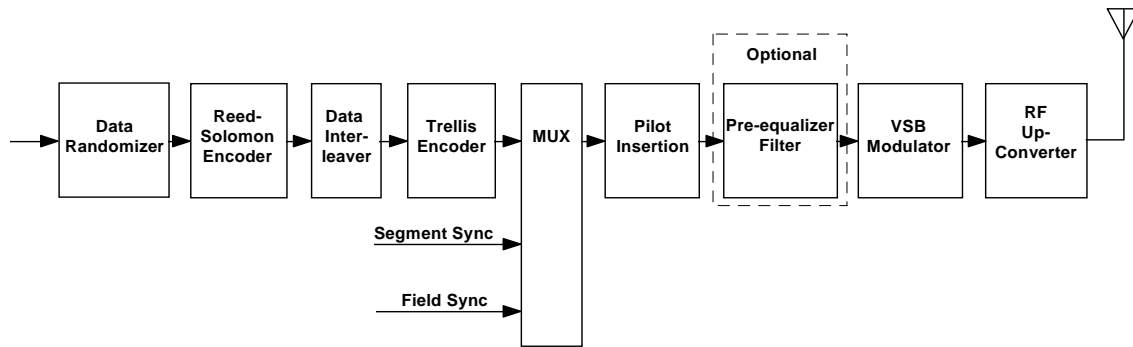 Optional
Data
Randomizer
Reed-
Solomon
Encoder
Data
Inter-
leaver
Trellis
Encoder
MUX
Pilot
Insertion
Pre-equalizer
Filter
VSB
Modulator
RF
Up-
Converter
Segment Sync
Field Sync